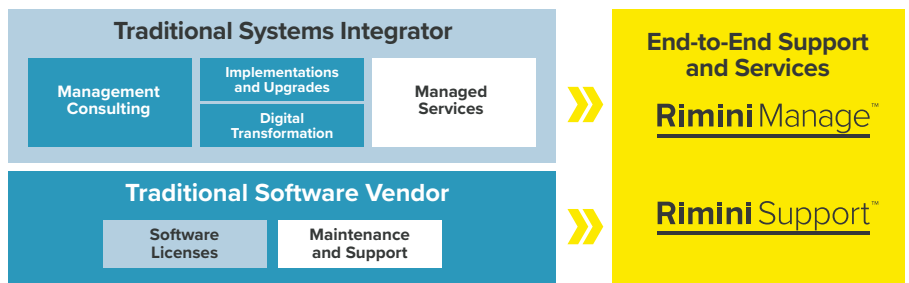 Traditional Systems Integrator
Management
Consulting
Implementations
and Upgrades
Digital
Transformation
Managed
Services
Traditional Software Vendor
Software
Licenses
Maintenance
and Support
End-to-End Support
and Services
Rimini Manage™
Rimini Support™